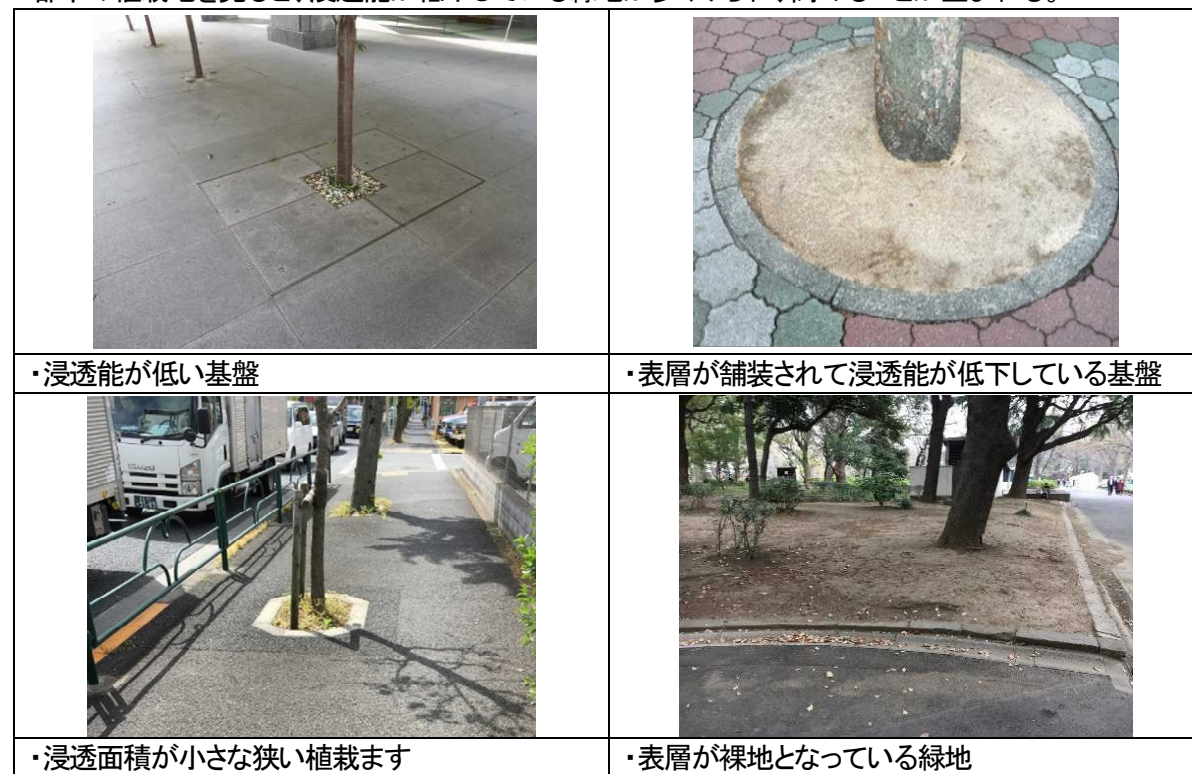 ・浸透能が低い基盤
・表層が舗装されて浸透能が低下している基盤
ISUZU
・浸透面積が小さな狭い植栽ます
・表層が裸地となっている緑地